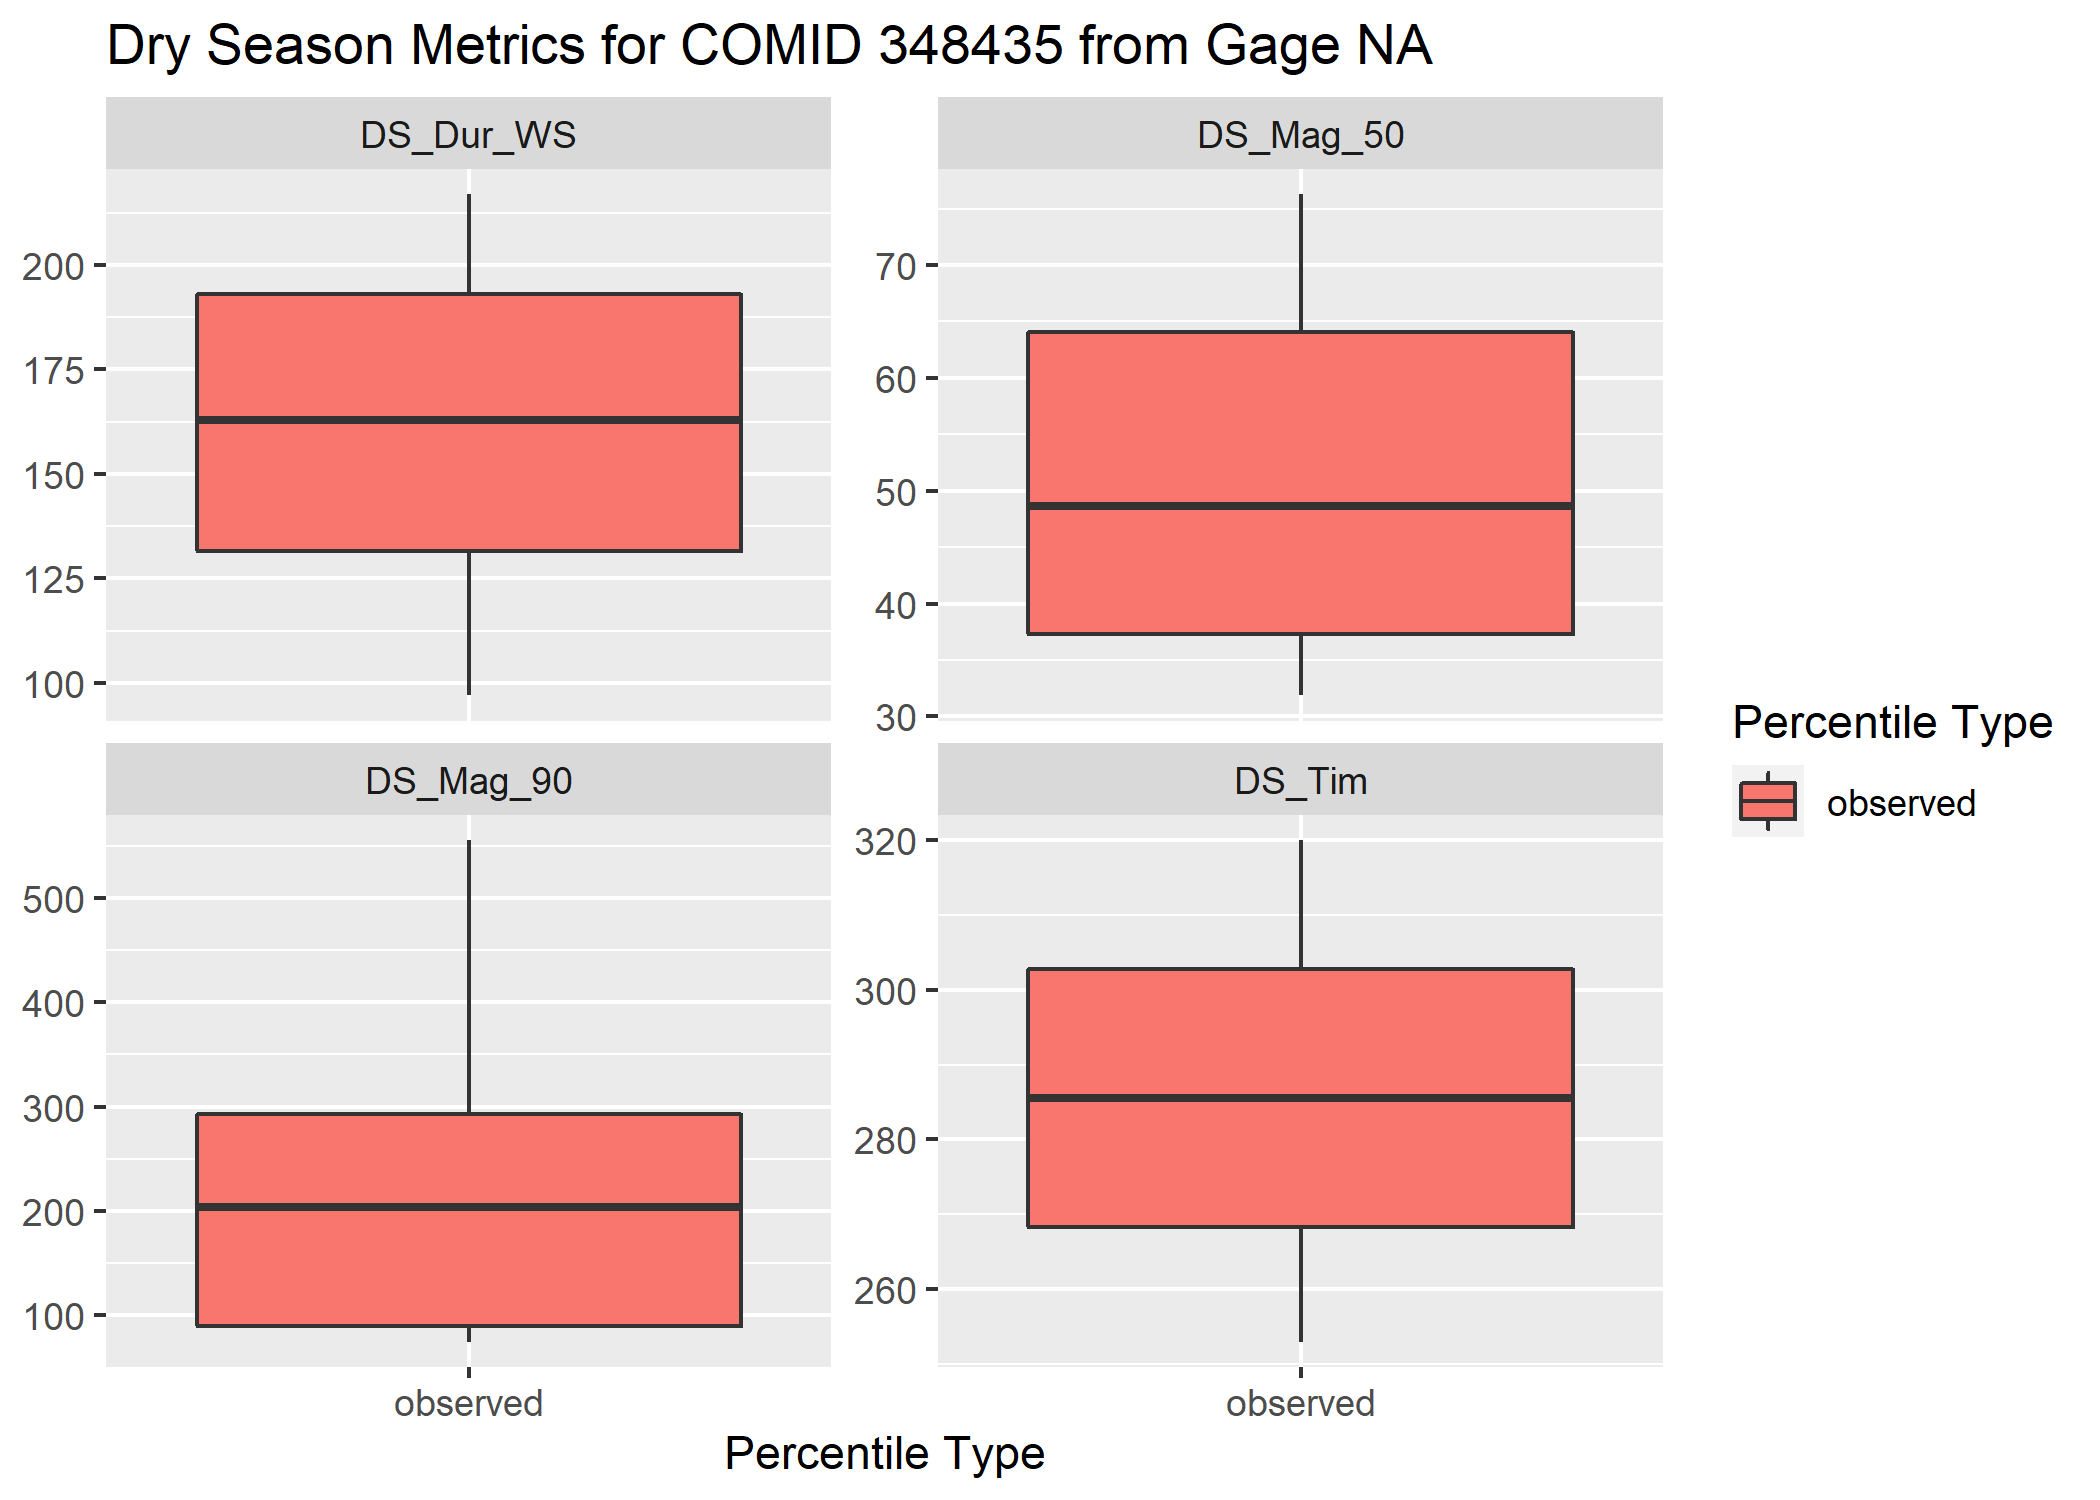 Dry Season Metrics for COMID 348435 from Gage NA
DS_Dur_WS
200
175
150
125
100
DS_Mag_50
70
60
50
40
30
DS_Mag_90
500
400
300
200
100
observed
DS_Tim
320
300
280
260
observed
Percentile Type
Percentile Type
observed